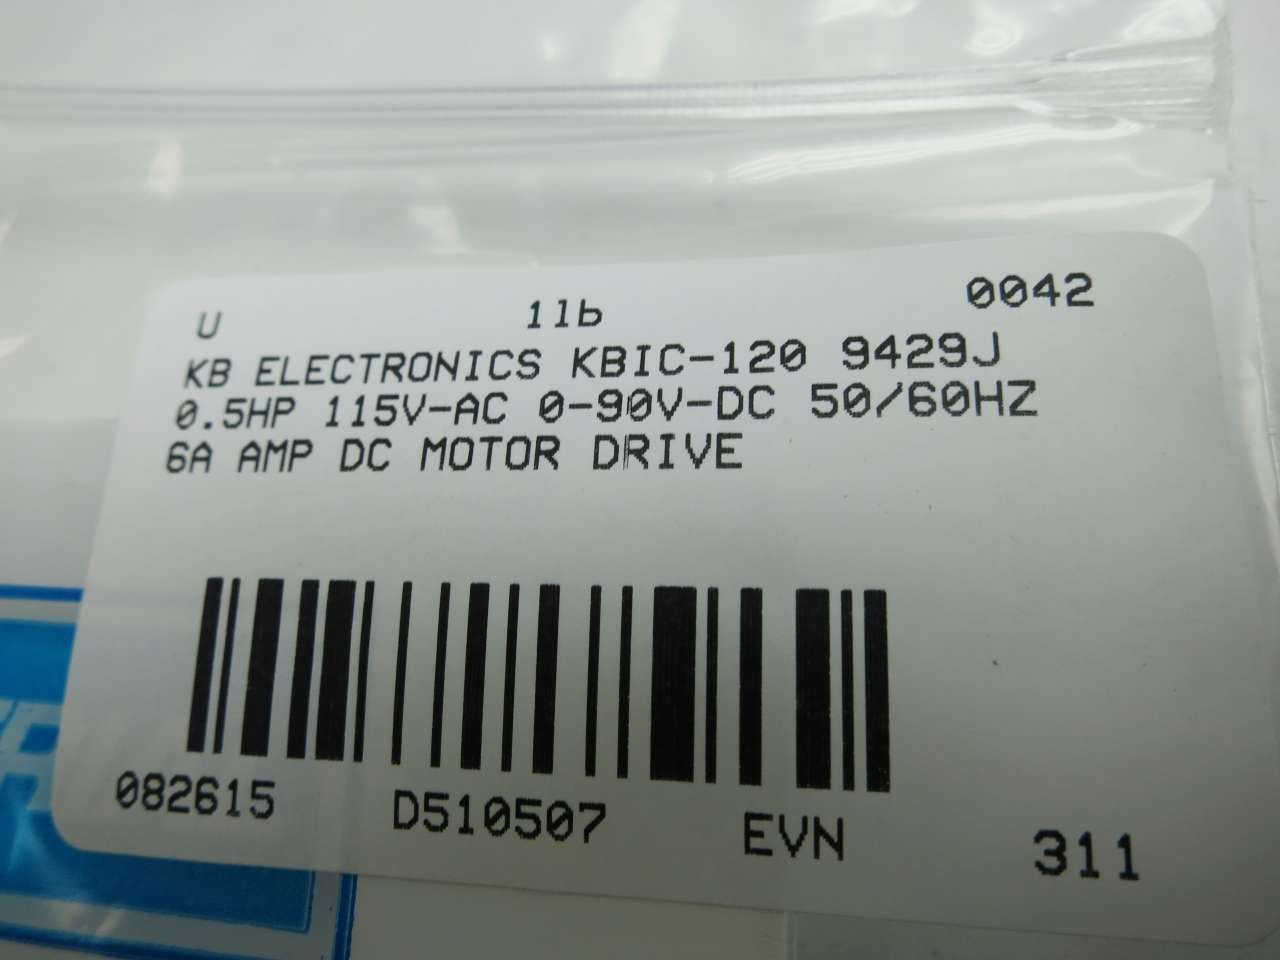 U 1lb 0042
KB ELECTRONICS KBIC-120 9429J
0.5HP 115V-AC 0-90V-DC 50/60HZ
6A AMP DC MOTOR DRIVE
082615 D510507 EVN 311